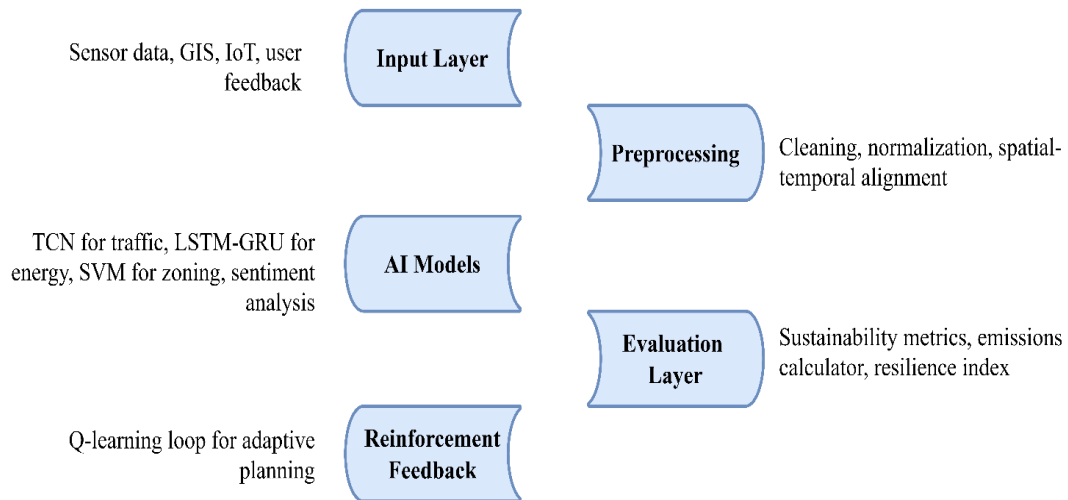 Sensor data, GIS, IoT, user
feedback
Input Layer
Preprocessing
Cleaning, normalization, spatial-
temporal alignment
TCN for traffic, LSTM-GRU for
energy, SVM for zoning, sentiment
analysis
AI Models
Evaluation
Layer
Sustainability metrics, emissions
calculator, resilience index
Q-learning loop for adaptive
planning
Reinforcement
Feedback